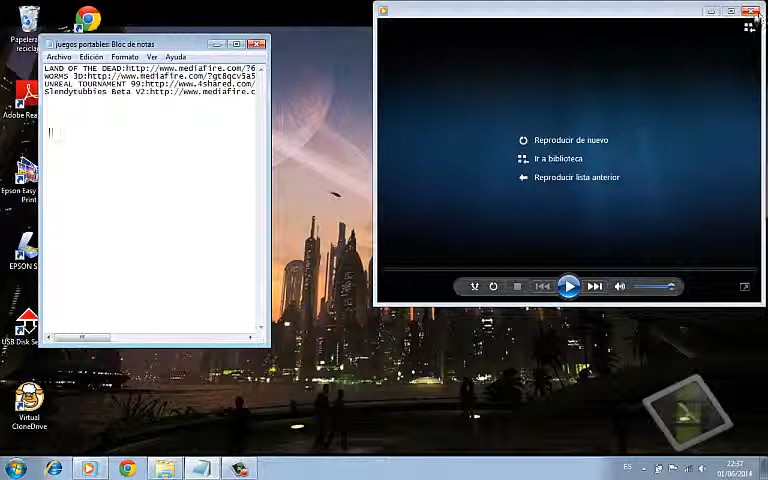 Papelera
recicla
Adobe Rea
Epson Easy
Print
EPSON S
USB Disk Se
Virtual
CloneDrive
juegos portables: Bloc de notas
Archivo Edición Formato Ver Ayuda
LAND OF THE DEAD:http://www.mediafire.com/?6
WORMS 3D:http://www.mediafire.com/?gt8qcv5a5
UNREAL TOURNAMENT 99:http://www.4shared.com/
Slendytubbies Beta V2:http://www.mediafire.c
Reproducir de nuevo
Ir a biblioteca
Reproducir lista anterior
ES
22:37
01/06/2014